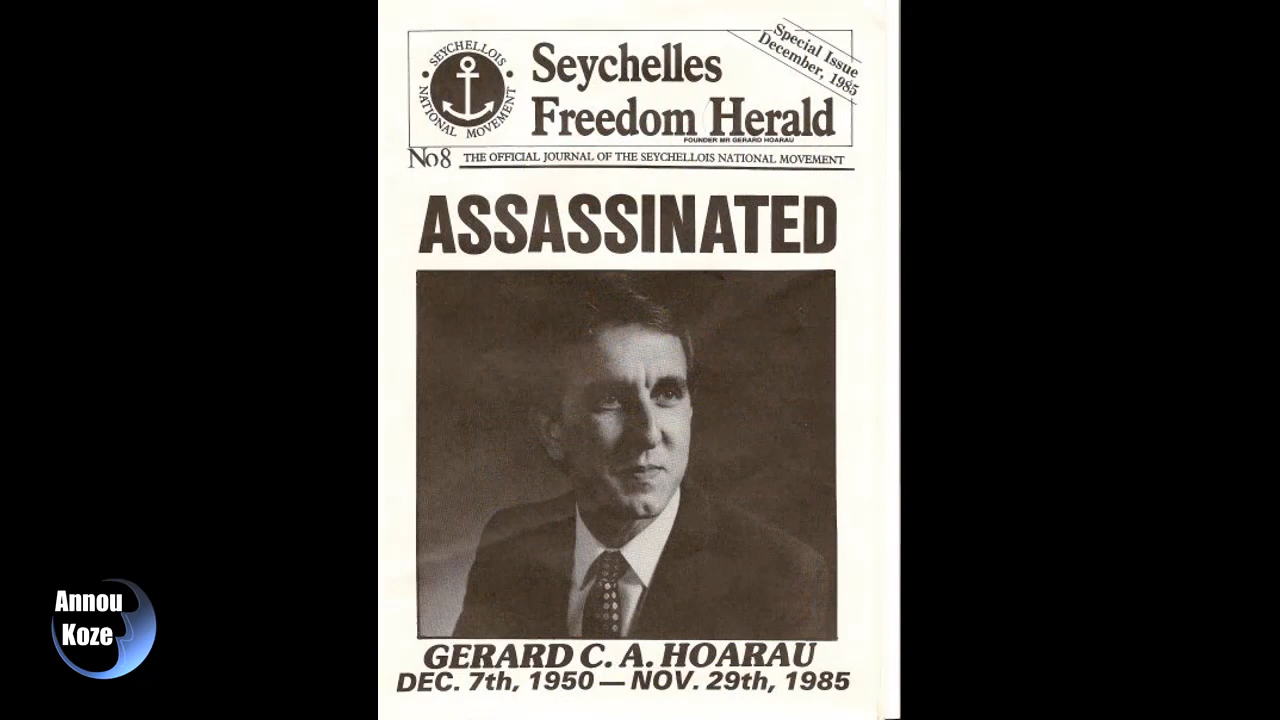 SEYCHELLOIS
NATIONAL MOVEMENT
Seychelles
Freedom Herald
FOUNDER MR GERARD HOARAU
Special Issue
December, 1985
No8 THE OFFICIAL JOURNAL OF THE SEYCHELLOIS NATIONAL MOVEMENT
ASSASSINATED
GERARD C. A. HOARAU
DEC. 7th, 1950 — NOV. 29th, 1985
Annou
Koze